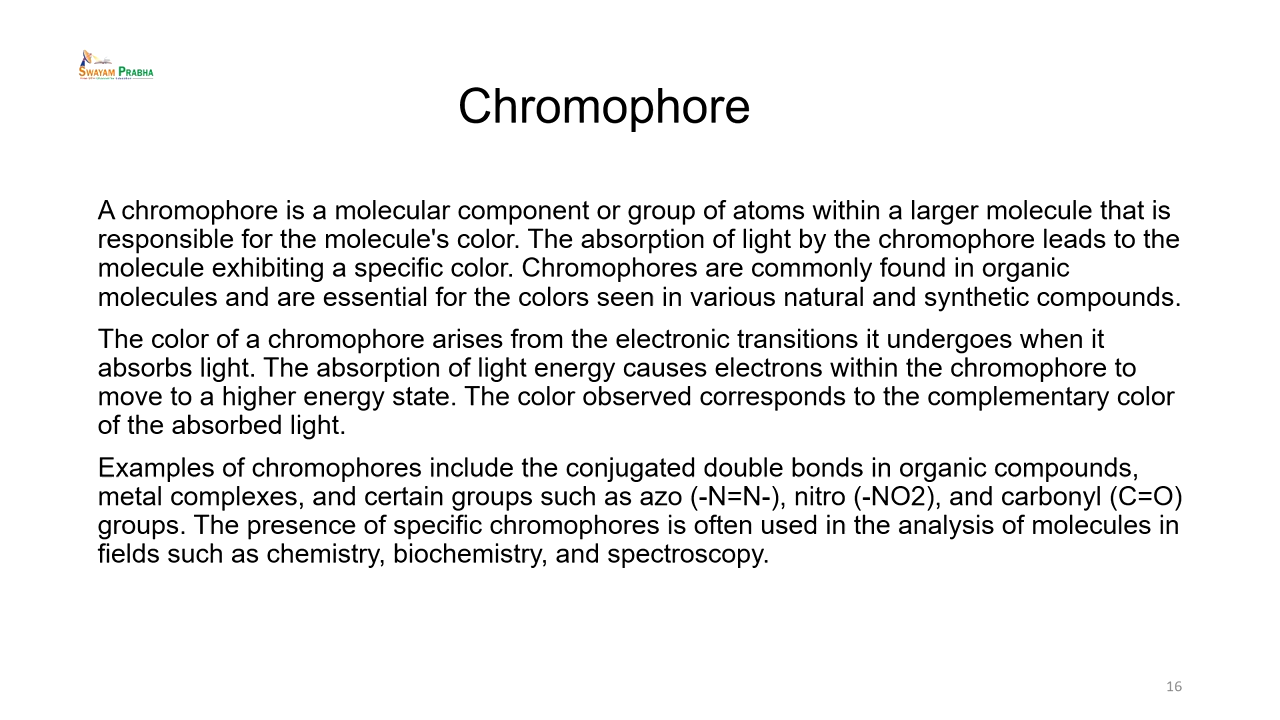 SWAYAM PRABHA
Chromophore
A chromophore is a molecular component or group of atoms within a larger molecule that is
responsible for the molecule's color. The absorption of light by the chromophore leads to the
molecule exhibiting a specific color. Chromophores are commonly found in organic
molecules and are essential for the colors seen in various natural and synthetic compounds.
The color of a chromophore arises from the electronic transitions it undergoes when it
absorbs light. The absorption of light energy causes electrons within the chromophore to
move to a higher energy state. The color observed corresponds to the complementary color
of the absorbed light.
Examples of chromophores include the conjugated double bonds in organic compounds,
metal complexes, and certain groups such as azo (-N=N-), nitro (-NO2), and carbonyl (C=O)
groups. The presence of specific chromophores is often used in the analysis of molecules in
fields such as chemistry, biochemistry, and spectroscopy.
16